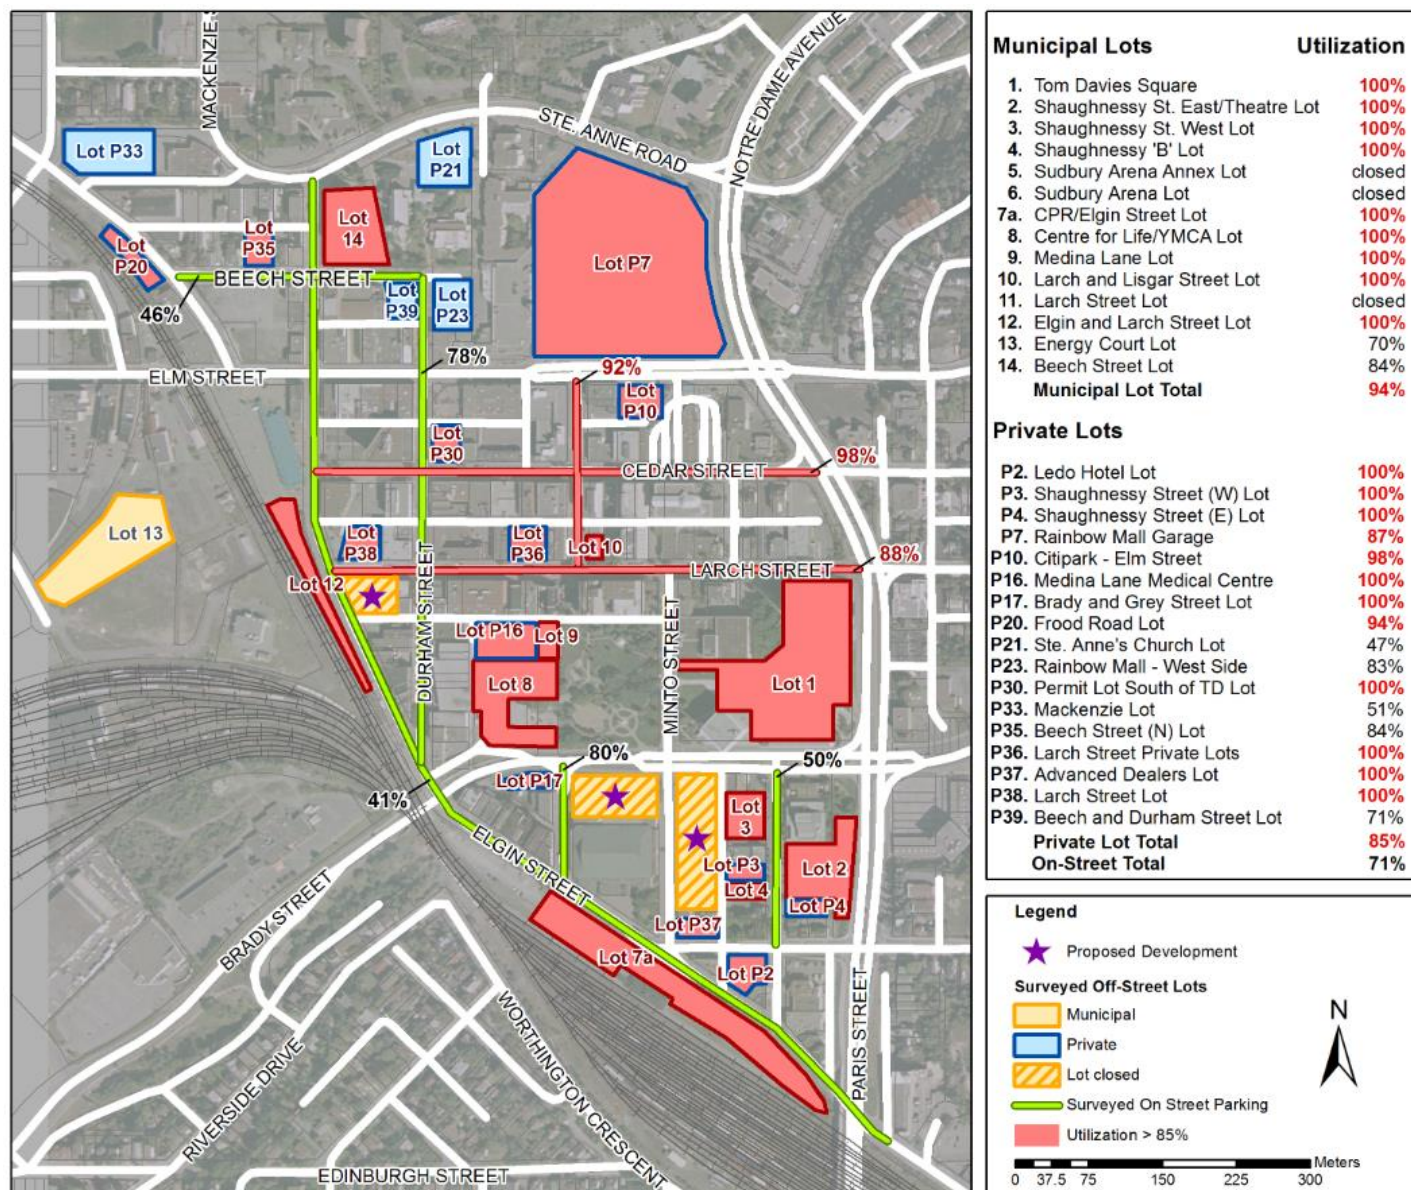 MACKENZIE S
STE. ANNE ROAD
NOTRE DAME AVENUE
Lot P33
Lot
P21
Lot
14
Lot
P35
Lot
P20
Lot P7
BEECH STREET
46%
Lot
P39
Lot
P23
78%
ELM STREET
92%
Lot
P10
Lot
P30
CEDAR STREET
98%
Lot 13
Lot
P38
Lot
P36
Lot 10
Lot 12
LARCH STREET
88%
DURHAM STREET
Lot P16
Lot 9
Lot 8
MINTO STREET
Lot 1
80%
50%
Lot P17
41%
ELGIN STREET
Lot
3
Lot P3
Lot 4
Lot 2
Lot P4
Lot P37
Lot 7a
Lot P2
BRADY STREET
RIVERSIDE DRIVE
WORTHINGTON CRESCENT
PARIS STREET
EDINBURGH STREET
Municipal Lots Utilization
1. Tom Davies Square 100%
2. Shaughnessy St. East/Theatre Lot 100%
3. Shaughnessy St. West Lot 100%
4. Shaughnessy 'B' Lot 100%
5. Sudbury Arena Annex Lot closed
6. Sudbury Arena Lot closed
7a. CPR/Elgin Street Lot 100%
8. Centre for Life/YMCA Lot 100%
9. Medina Lane Lot 100%
10. Larch and Lisgar Street Lot 100%
11. Larch Street Lot closed
12. Elgin and Larch Street Lot 100%
13. Energy Court Lot 70%
14. Beech Street Lot 84%
Municipal Lot Total 94%
Private Lots
P2. Ledo Hotel Lot 100%
P3. Shaughnessy Street (W) Lot 100%
P4. Shaughnessy Street (E) Lot 100%
P7. Rainbow Mall Garage 87%
P10. Citipark - Elm Street 98%
P16. Medina Lane Medical Centre 100%
P17. Brady and Grey Street Lot 100%
P20. Frood Road Lot 94%
P21. Ste. Anne's Church Lot 47%
P23. Rainbow Mall - West Side 83%
P30. Permit Lot South of TD Lot 100%
P33. Mackenzie Lot 51%
P35. Beech Street (N) Lot 84%
P36. Larch Street Private Lots 100%
P37. Advanced Dealers Lot 100%
P38. Larch Street Lot 100%
P39. Beech and Durham Street Lot 71%
Private Lot Total 85%
On-Street Total 71%
Legend
Proposed Development
Surveyed Off-Street Lots
Municipal
Private
Lot closed
Surveyed On Street Parking
Utilization > 85%
N
Meters
0 37.5 75 150 225 300